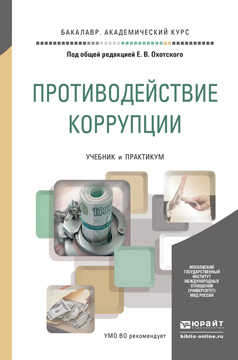 БАКАЛАВР. АКАДЕМИЧЕСКИЙ КУРС
Под общей редакцией Е. В. Охотского
ПРОТИВОДЕЙСТВИЕ
КОРРУПЦИИ
УЧЕБНИК и ПРАКТИКУМ
МОСКОВСКИЙ
ГОСУДАРСТВЕННЫЙ
ИНСТИТУТ
МЕЖДУНАРОДНЫХ
ОТНОШЕНИЙ
(УНИВЕРСИТЕТ)
МИД РОССИИ
УМО ВО рекомендует
юрайт
ИЗДАТЕЛЬСТВО
biblio-online.ru